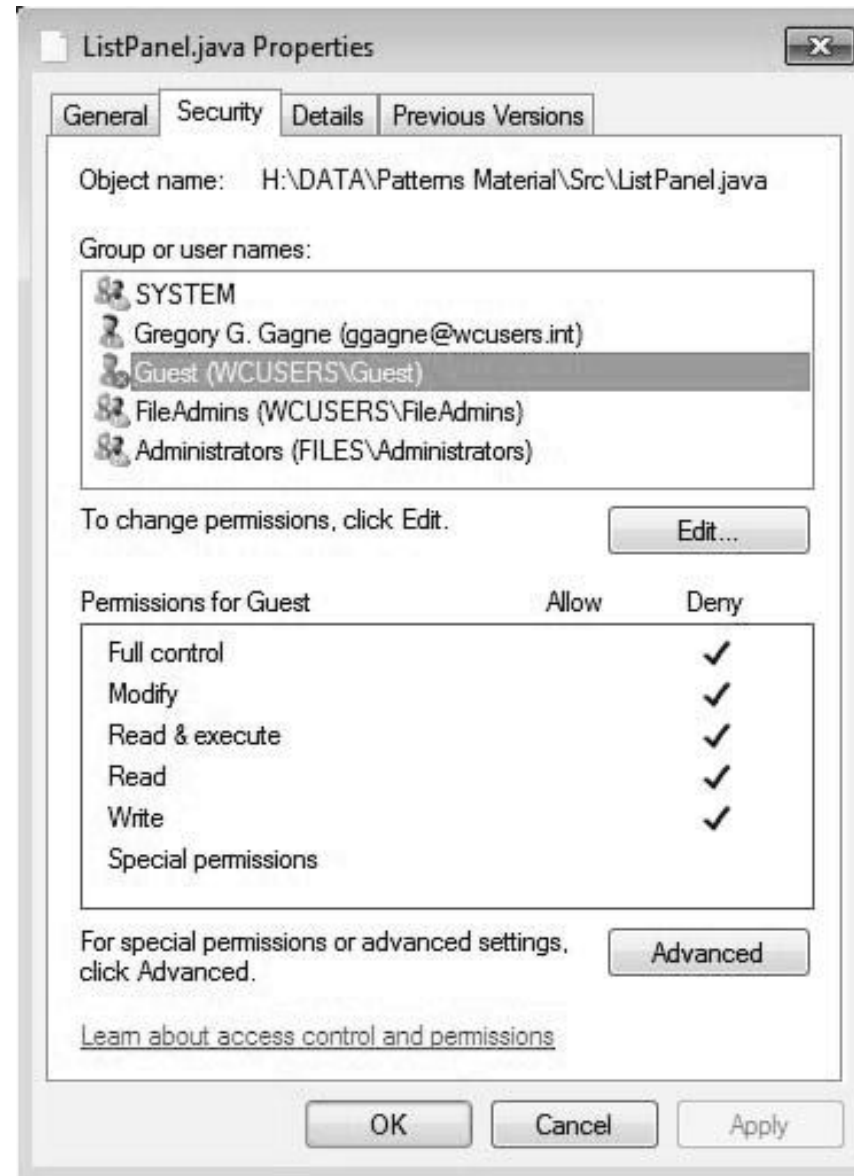 ListPanel.java Properties
General Security Details Previous Versions
Object name: H:\DATA\Patterns Material\Src\ListPanel.java
Group or user names:
SYSTEM
Gregory G. Gagne (ggagne@wcusers.int)
Guest (WCUSERS\Guest)
FileAdmins (WCUSERS\FileAdmins)
Administrators (FILES\Administrators)
To change permissions, click Edit.
Edit...
Permissions for Guest Allow Deny
Full control
Modify
Read & execute
Read
Write
Special permissions
For special permissions or advanced settings,
click Advanced.
Advanced
Learn about access control and permissions
OK Cancel Apply